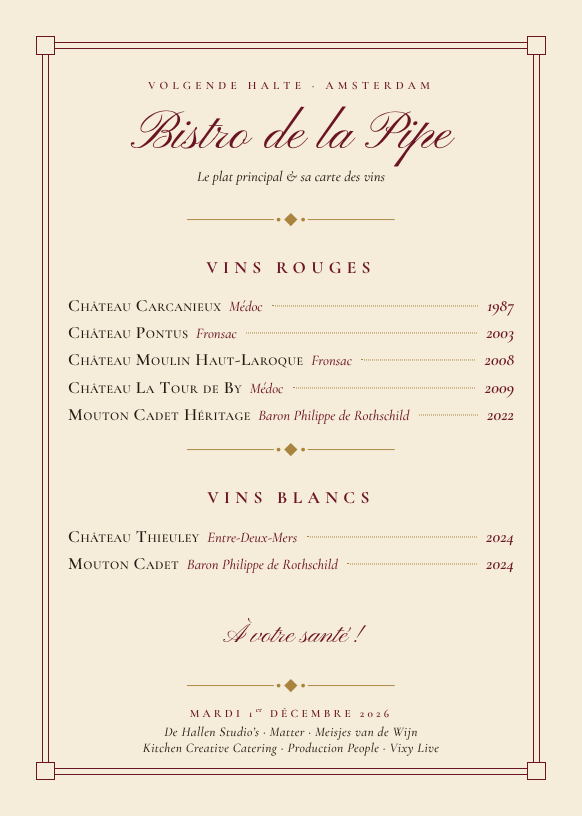 VOLGENDE HALTE · AMSTERDAM
Bistro de la Pipe
Le plat principal & sa carte des vins
VINS ROUGES
Château Carcanieux Médoc 1987
Château Pontus Fronsac 2003
Château Moulin Haut-Laroque Fronsac 2008
Château La Tour de By Médoc 2009
Mouton Cadet Héritage Baron Philippe de Rothschild 2022
VINS BLANCS
Château Thieuley Entre-Deux-Mers 2024
Mouton Cadet Baron Philippe de Rothschild 2024
À votre santé !
MARDI 1er DÉCEMBRE 2026
De Hallen Studio's · Matter · Meisjes van de Wijn
Kitchen Creative Catering · Production People · Vixy Live